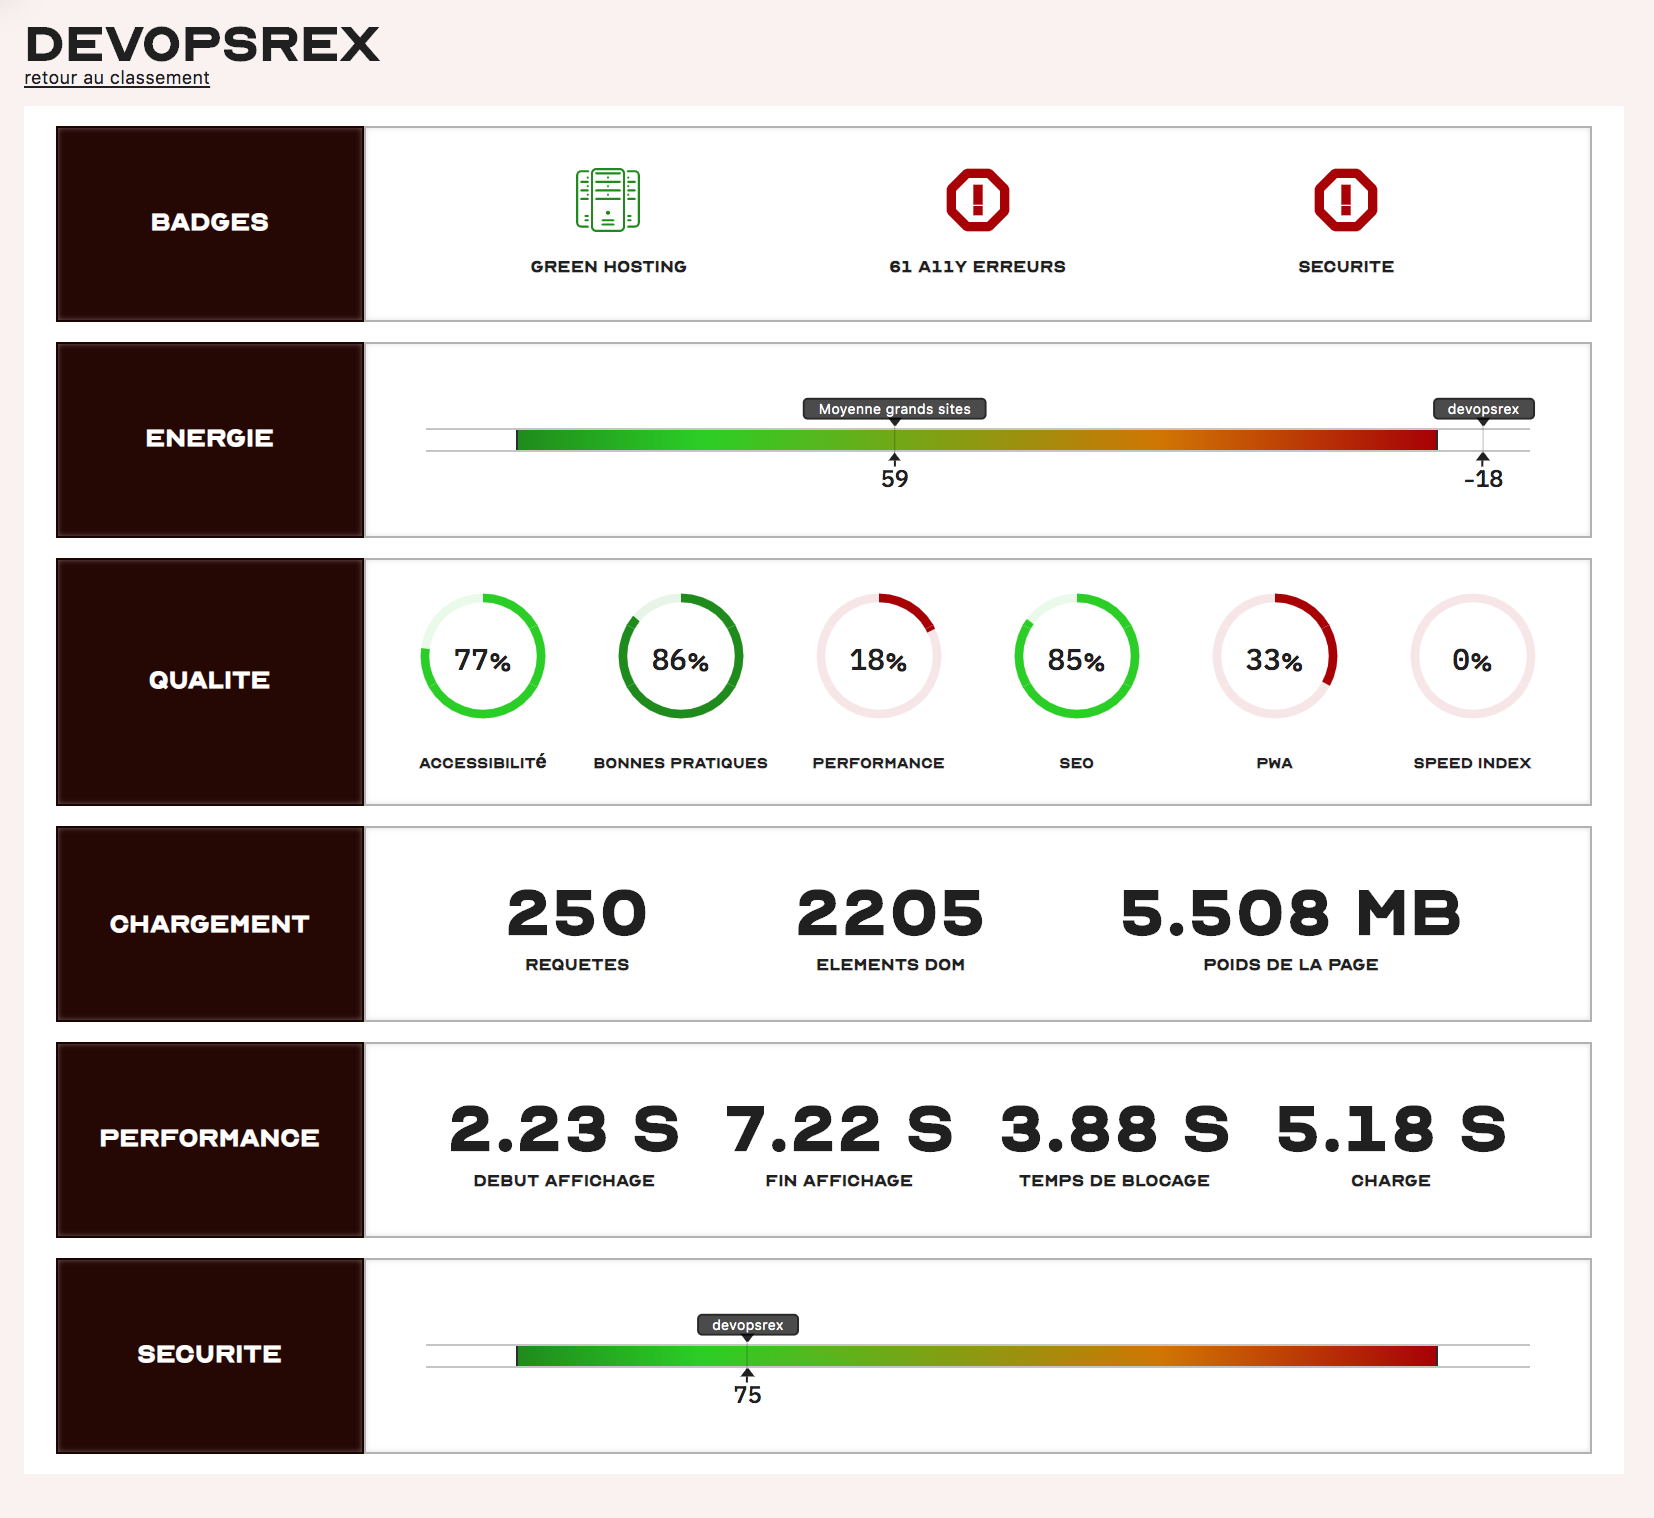 DEVOPSREX
retour au classement
BADGES
GREEN HOSTING
61 A11Y ERREURS
SECURITE
ENERGIE
Moyenne grands sites
devopsrex
59
-18
QUALITE
77%
86%
18%
85%
33%
0%
ACCESSIBILITé
BONNES PRATIQUES
PERFORMANCE
SEO
PWA
SPEED INDEX
CHARGEMENT
250
2205
5.508 MB
REQUETES
ELEMENTS DOM
POIDS DE LA PAGE
PERFORMANCE
2.23 S
7.22 S
3.88 S
5.18 S
DEBUT AFFICHAGE
FIN AFFICHAGE
TEMPS DE BLOCAGE
CHARGE
SECURITE
devopsrex
75